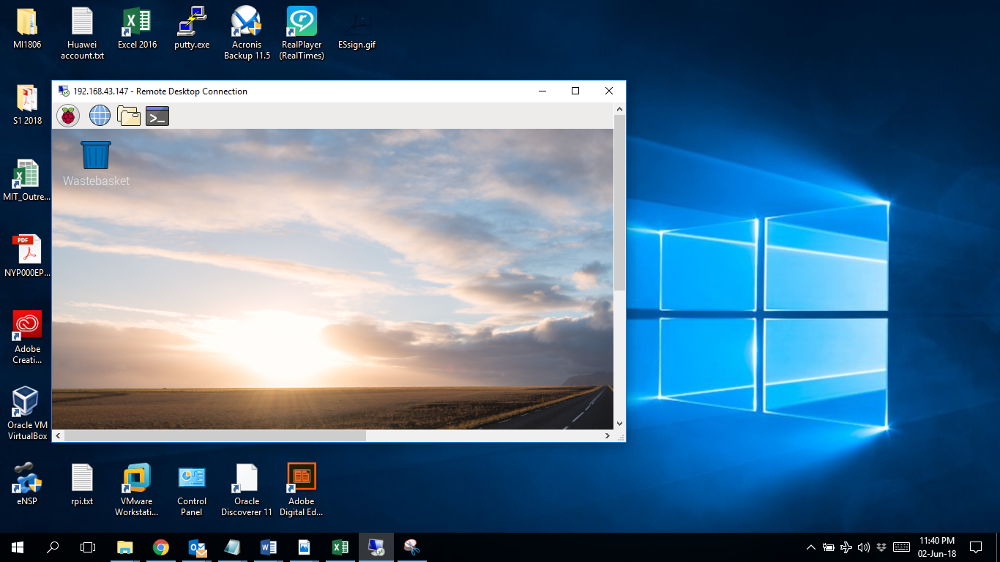 MI1806
Huawei
account.txt
Excel 2016
putty.exe
Acronis
Backup 11.5
RealPlayer
(RealTimes)
ESsign.gif
S1 2018
192.168.43.147 - Remote Desktop Connection
Wastebasket
MIT_Outre...
PDF
NYP000EP...
Adobe
Creati...
Oracle VM
VirtualBox
eNSP
rpi.txt
VMware
Workstati...
Control
Panel
Oracle
Discoverer 11
Adobe
Digital Ed...
11:40 PM
02-Jun-18